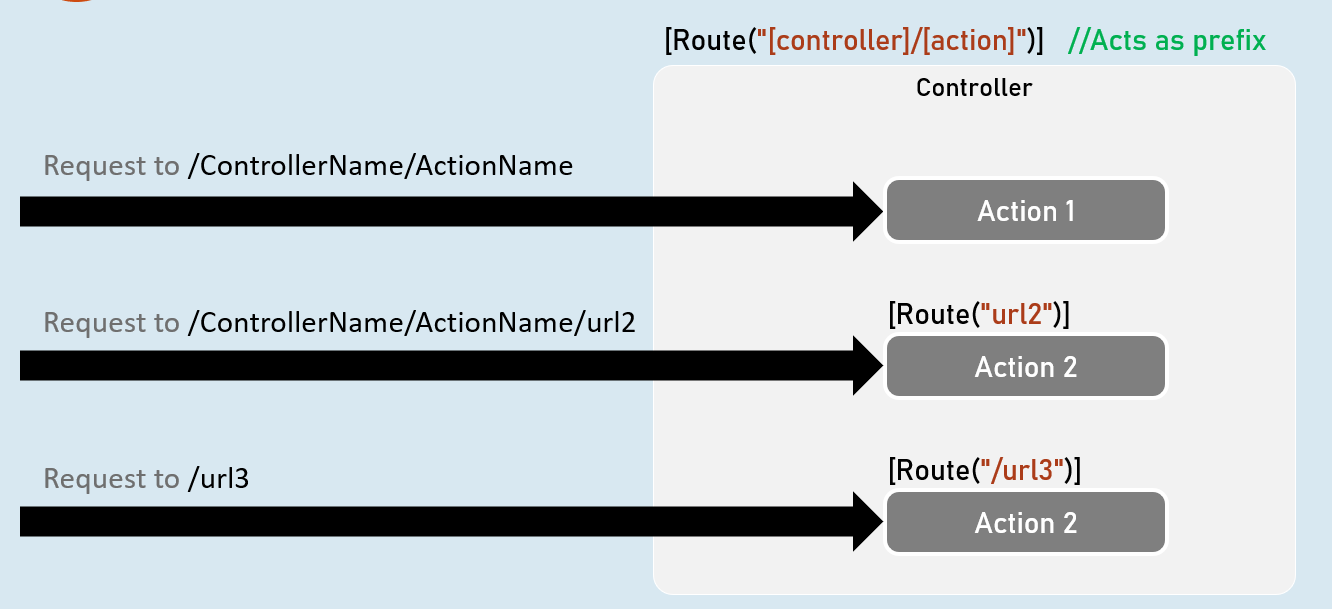 [Route("[controller]/[action]")] //Acts as prefix
Controller
Request to /ControllerName/ActionName
Action 1
Request to /ControllerName/ActionName/url2
[Route("url2")]
Action 2
Request to /url3
[Route("/url3")]
Action 2